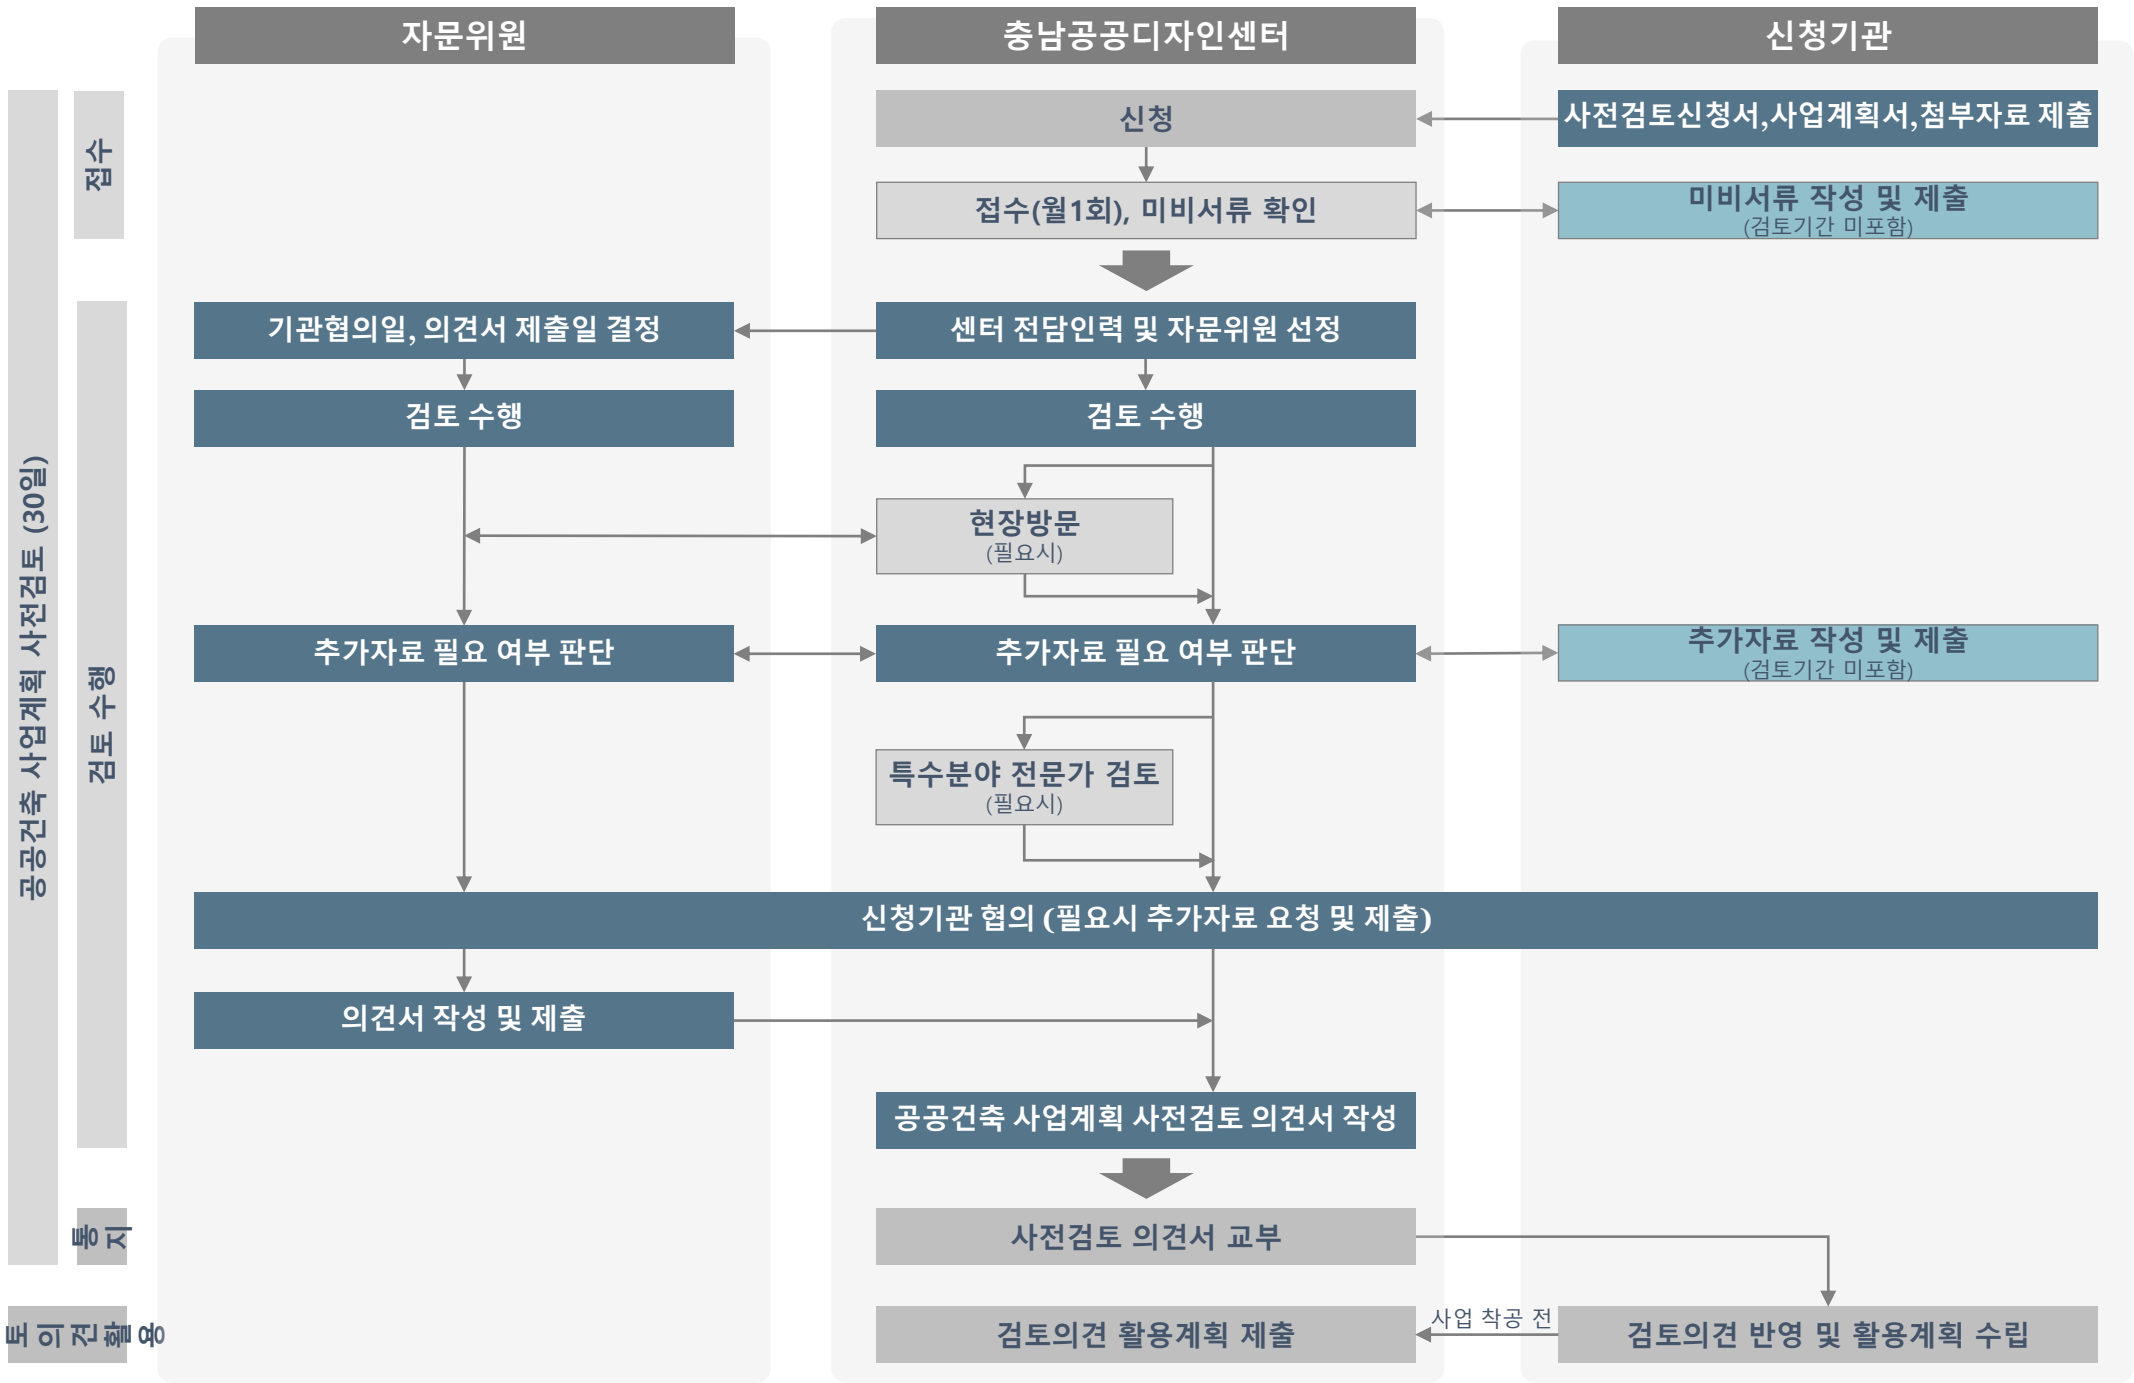 자문위원
충남공공디자인센터
신청기관
공공건축 사업계획 사전검토 (30일)
접수
신청
사전검토신청서,사업계획서,첨부자료 제출
접수(월1회), 미비서류 확인
미비서류 작성 및 제출
(검토기간 미포함)
검토 수행
기관협의일, 의견서 제출일 결정
센터 전담인력 및 자문위원 선정
검토 수행
검토 수행
현장방문
(필요시)
추가자료 필요 여부 판단
추가자료 필요 여부 판단
추가자료 작성 및 제출
(검토기간 미포함)
특수분야 전문가 검토
(필요시)
신청기관 협의 (필요시 추가자료 요청 및 제출)
의견서 작성 및 제출
공공건축 사업계획 사전검토 의견서 작성
통
지
사전검토 의견서 교부
토
의
견
활
용
검토의견 활용계획 제출
사업 착공 전
검토의견 반영 및 활용계획 수립